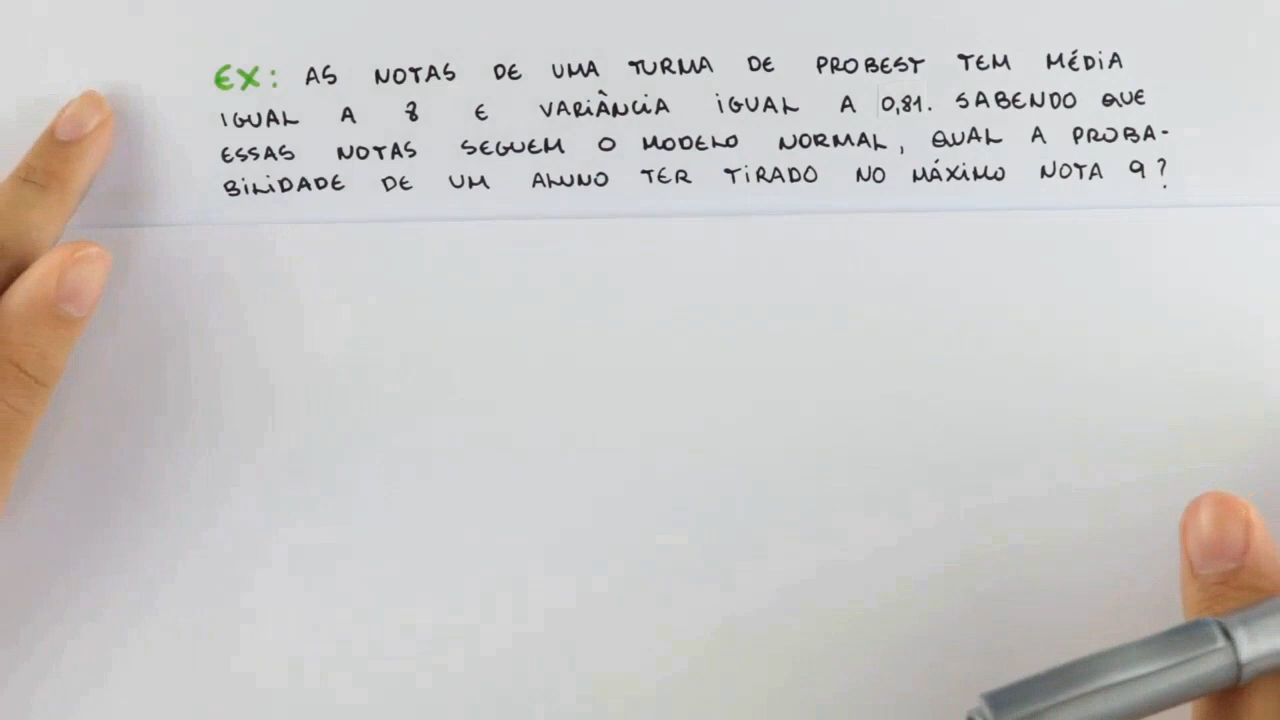 EX: AS NOTAS DE UMA TURMA DE PROBEST TEM MÉDIA
IGUAL A 8 E VARIÂNCIA IGUAL A 0,81. SABENDO QUE
ESSAS NOTAS SEGUEM O MODELO NORMAL, QUAL A PROBA-
BILIDADE DE UM ALUNO TER TIRADO NO MÁXIMO NOTA 9?